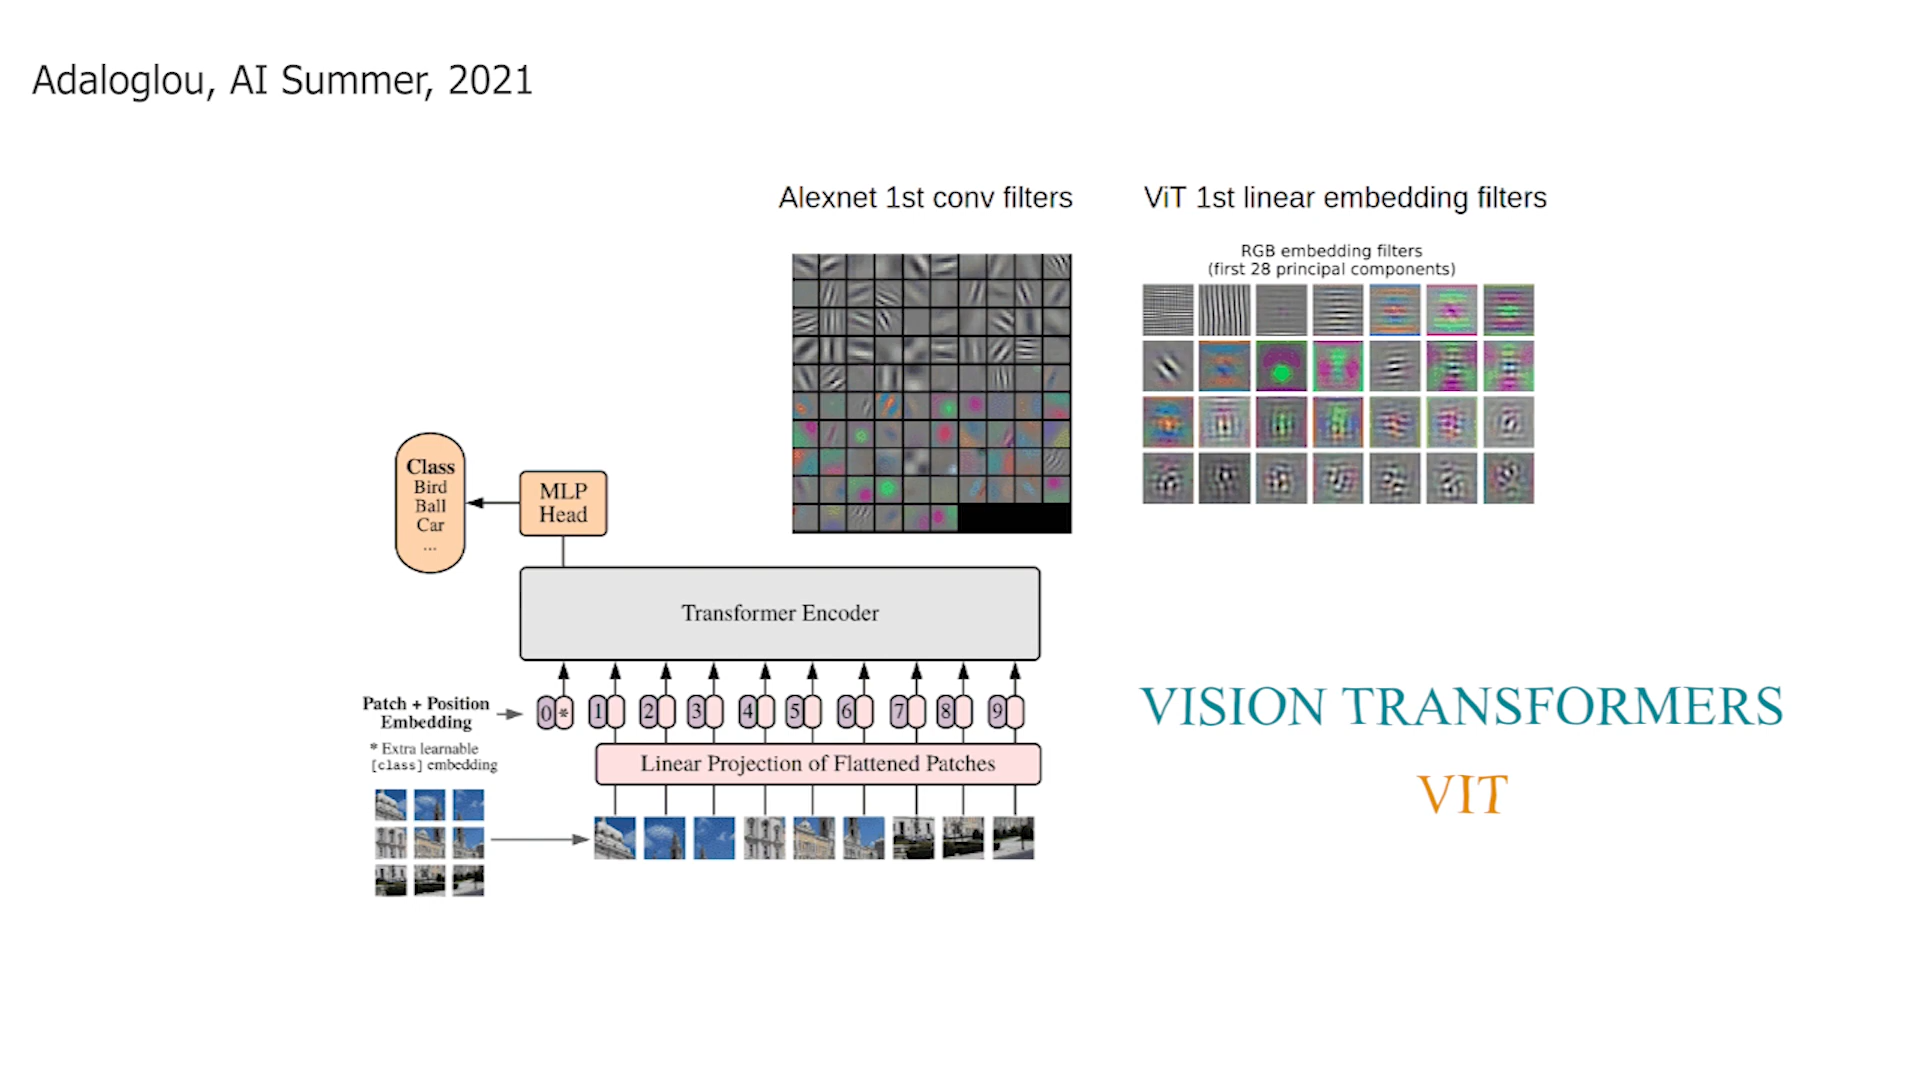 Adaloglou, AI Summer, 2021
Alexnet 1st conv filters
ViT 1st linear embedding filters
RGB embedding filters
(first 28 principal components)
Class
Bird
Ball
Car
...
MLP
Head
Transformer Encoder
Patch + Position
Embedding
* Extra learnable
[class] embedding
0 * 1 2 3 4 5 6 7 8 9
Linear Projection of Flattened Patches
VISION TRANSFORMERS
VIT